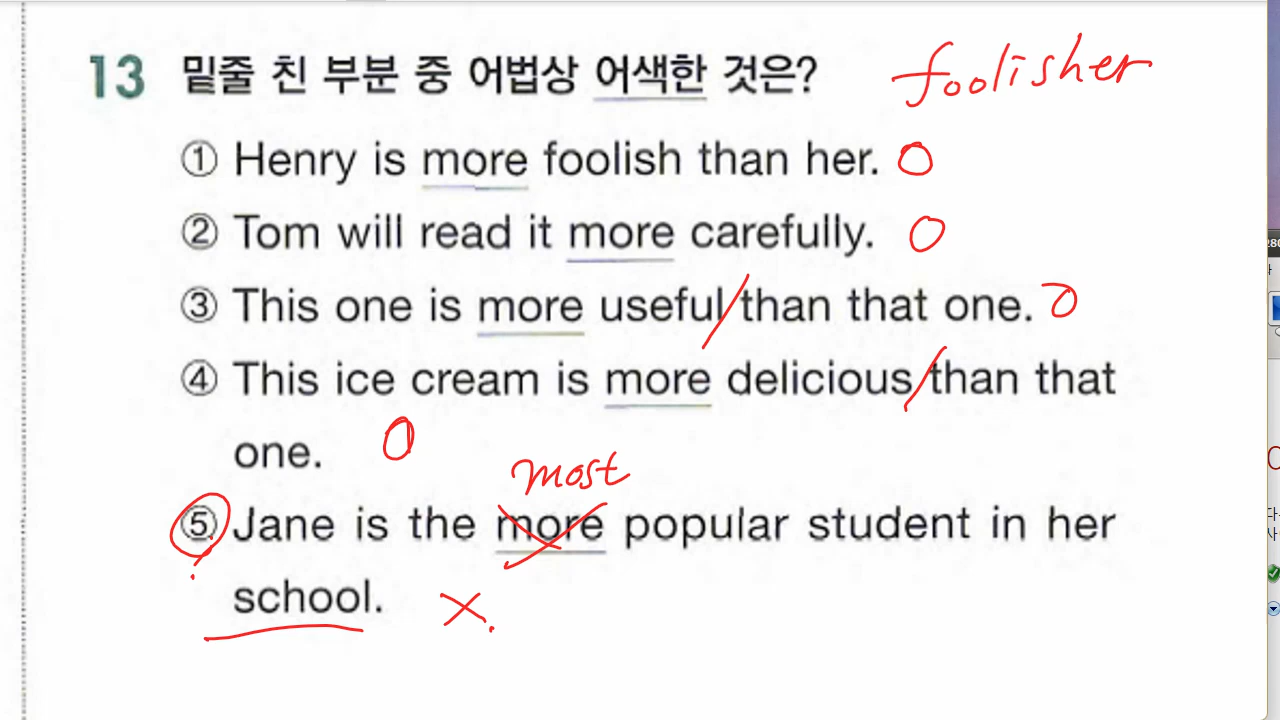 13 밑줄 친 부분 중 어법상 어색한 것은? foolisher
① Henry is more foolish than her. O
② Tom will read it more carefully. O
③ This one is more useful/than that one. O
④ This ice cream is more delicious/than that
one. O
most
⑤ Jane is the more popular student in her
school. X.